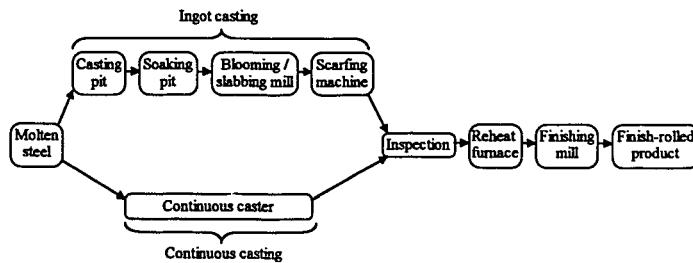 Ingot casting
Casting
pit
Soaking
pit
Blooming /
slabbing mill
Scarfing
machine
Molten
steel
Inspection
Reheat
furnace
Finishing
mill
Finish-rolled
product
Continuous caster
Continuous casting